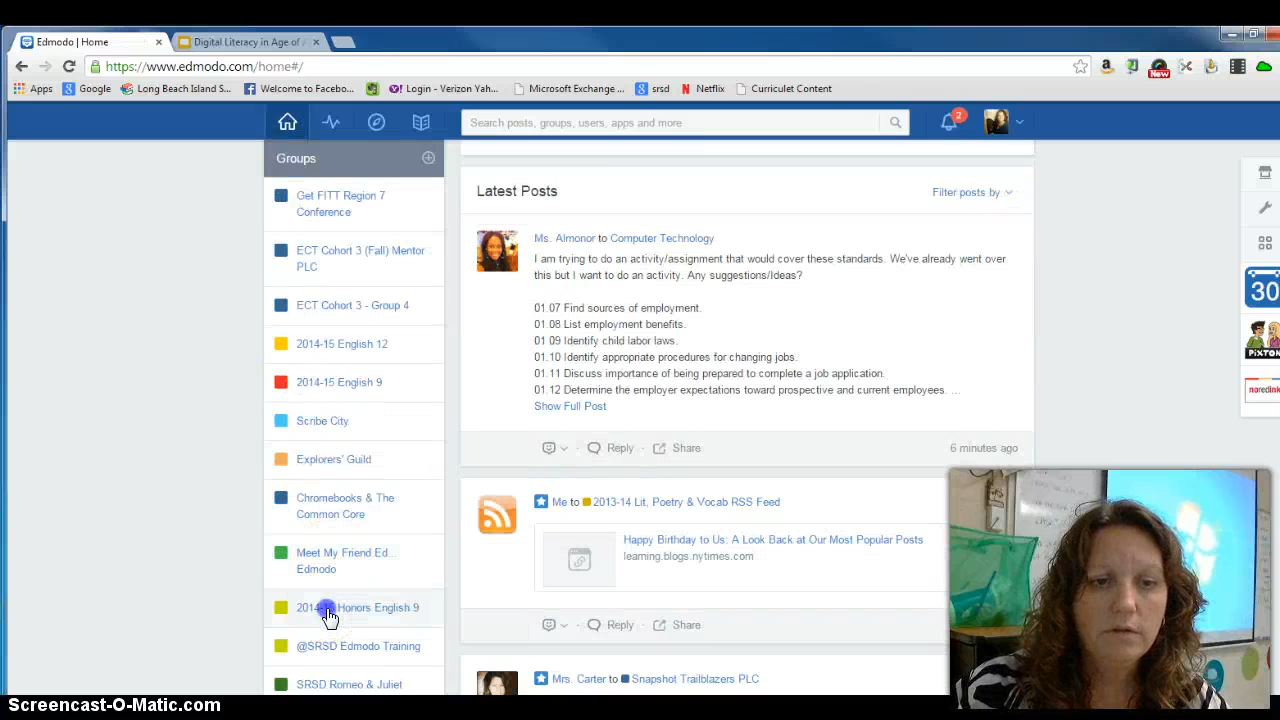 Edmodo | Home
Digital Literacy in Age of
https://www.edmodo.com/home#/
Apps Google Long Beach Island S... Welcome to Facebo... Login - Verizon Yah... Microsoft Exchange ... srsd Netflix Curriculet Content
New
Search posts, groups, users, apps and more
2
Groups
Get FITT Region 7
Conference
ECT Cohort 3 (Fall) Mentor
PLC
ECT Cohort 3 - Group 4
2014-15 English 12
2014-15 English 9
Scribe City
Explorers' Guild
Chromebooks & The
Common Core
Meet My Friend Ed...
Edmodo
Honors English 9
@SRSD Edmodo Training
SRSD Romeo & Juliet
Latest Posts
Filter posts by
Ms. Almonor to Computer Technology
I am trying to do an activity/assignment that would cover these standards. We've already went over
this but I want to do an activity. Any suggestions/Ideas?
01.07 Find sources of employment.
01.08 List employment benefits.
01.09 Identify child labor laws.
01.10 Identify appropriate procedures for changing jobs.
01.11 Discuss importance of being prepared to complete a job application.
01.12 Determine the employer expectations toward prospective and current employees. ...
Show Full Post
Reply Share 6 minutes ago
Me to 2013-14 Lit, Poetry & Vocab RSS Feed
Happy Birthday to Us: A Look Back at Our Most Popular Posts
learning.blogs.nytimes.com
Reply Share
Mrs. Carter to Snapshot Trailblazers PLC
30
PIXTON
noredink
Screencast-O-Matic.com